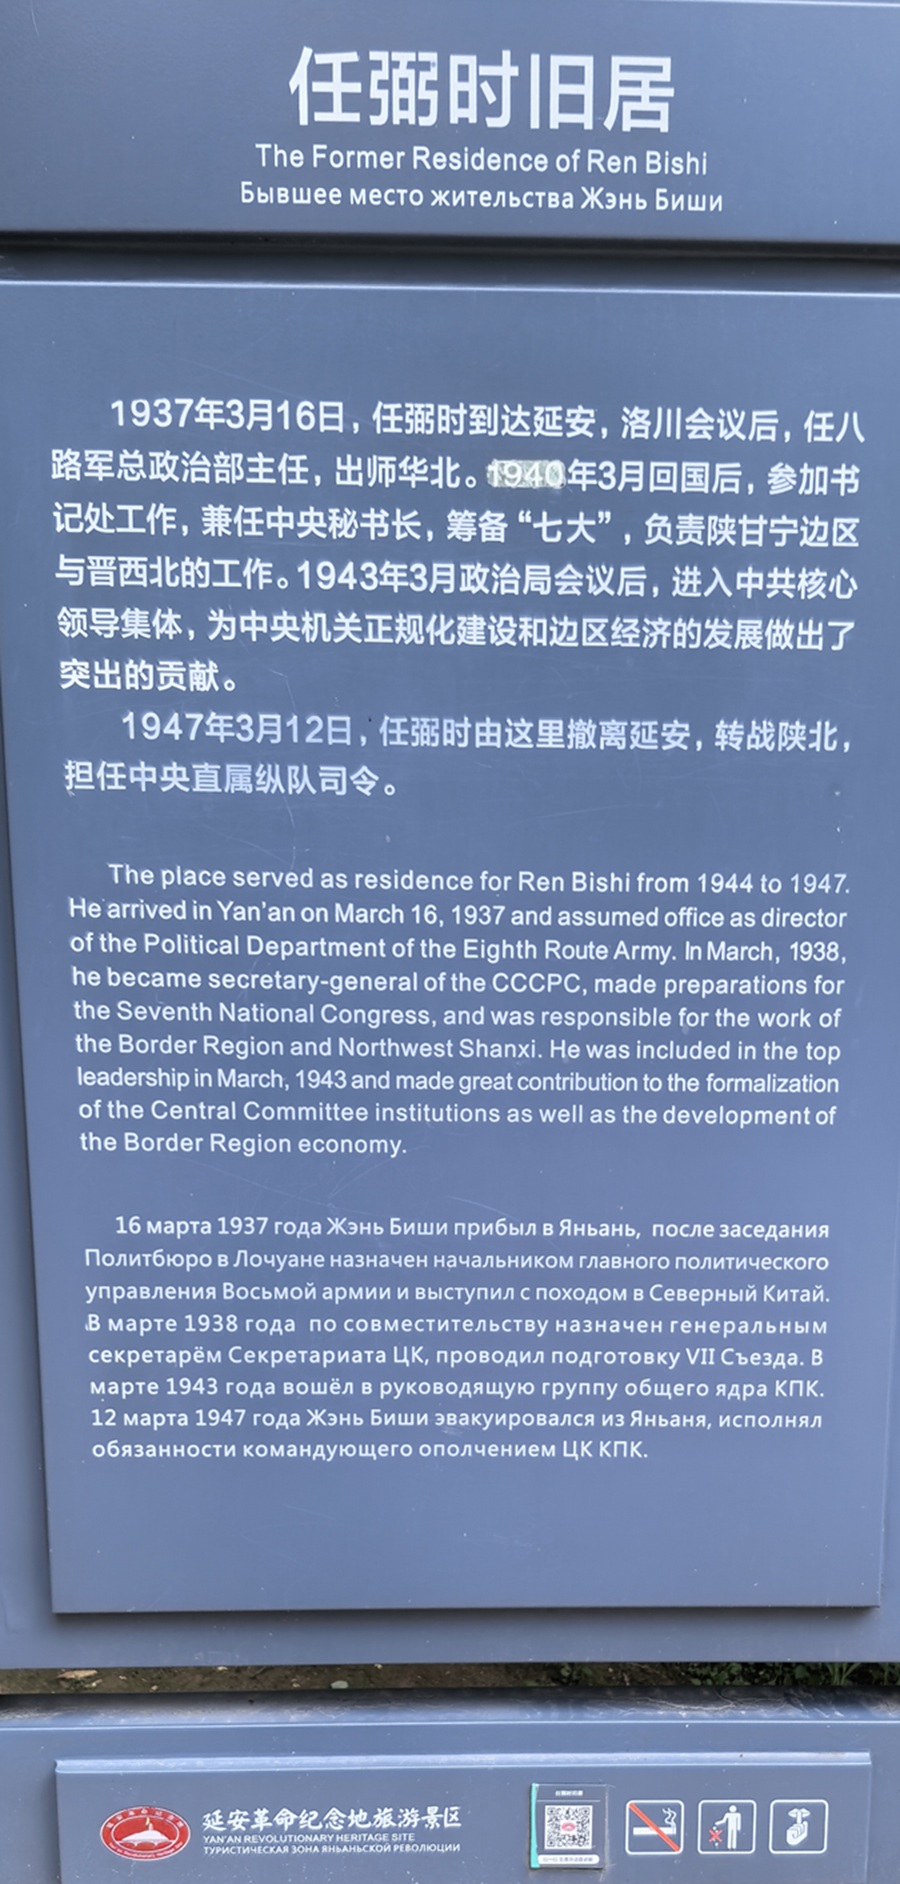 任弼时旧居
The Former Residence of Ren Bishi
Бывшее место жительства Жэнь Биши
1937年3月16日，任弼时到达延安，洛川会议后，任八
路军总政治部主任，出师华北。1940年3月回国后，参加书
记处工作，兼任中央秘书长，筹备“七大”，负责陕甘宁边区
与晋西北的工作。1943年3月政治局会议后，进入中共核心
领导集体，为中央机关正规化建设和边区经济的发展做出了
突出的贡献。
1947年3月12日，任弼时由这里撤离延安，转战陕北，
担任中央直属纵队司令。
The place served as residence for Ren Bishi from 1944 to 1947.
He arrived in Yan'an on March 16, 1937 and assumed office as director
of the Political Department of the Eighth Route Army. In March, 1938,
he became secretary-general of the CCCPC, made preparations for
the Seventh National Congress, and was responsible for the work of
the Border Region and Northwest Shanxi. He was included in the top
leadership in March, 1943 and made great contribution to the formalization
of the Central Committee institutions as well as the development of
the Border Region economy.
16 марта 1937 года Жэнь Биши прибыл в Яньань, после заседания
Политбюро в Лочуане назначен начальником главного политического
управления Восьмой армии и выступил с походом в Северный Китай.
В марте 1938 года по совместительству назначен генеральным
секретарём Секретариата ЦК, проводил подготовку VII Съезда. В
марте 1943 года вошёл в руководящую группу общего ядра КПК.
12 марта 1947 года Жэнь Биши эвакуировался из Яньаня, исполнял
обязанности командующего ополчением ЦК КПК.
延安革命纪念地旅游景区
YAN'AN REVOLUTIONARY HERITAGE SITE
ТУРИСТИЧЕСКАЯ ЗОНА ЯНЬАНЬСКОЙ РЕВОЛЮЦИИ